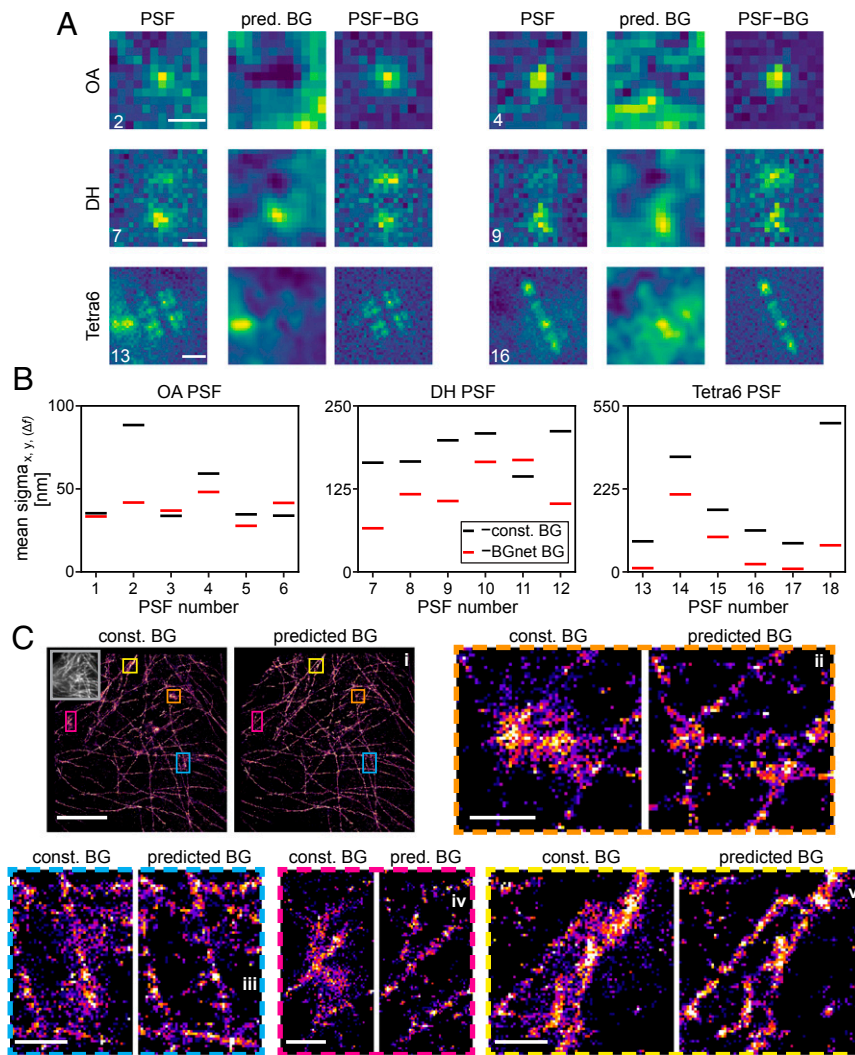 A
PSF pred. BG PSF−BG PSF pred. BG PSF−BG
OA
2
4
DH
7
9
Tetra6
13
16
B
OA PSF
DH PSF
Tetra6 PSF
mean sigma x, y, (Δf)
[nm]
100
50
0
1 2 3 4 5 6
PSF number
250
125
0
−const. BG
−BGnet BG
7 8 9 10 11 12
PSF number
550
225
0
13 14 15 16 17 18
PSF number
C
const. BG predicted BG
i
const. BG predicted BG
ii
const. BG predicted BG
iii
const. BG pred. BG
iv
const. BG predicted BG
v